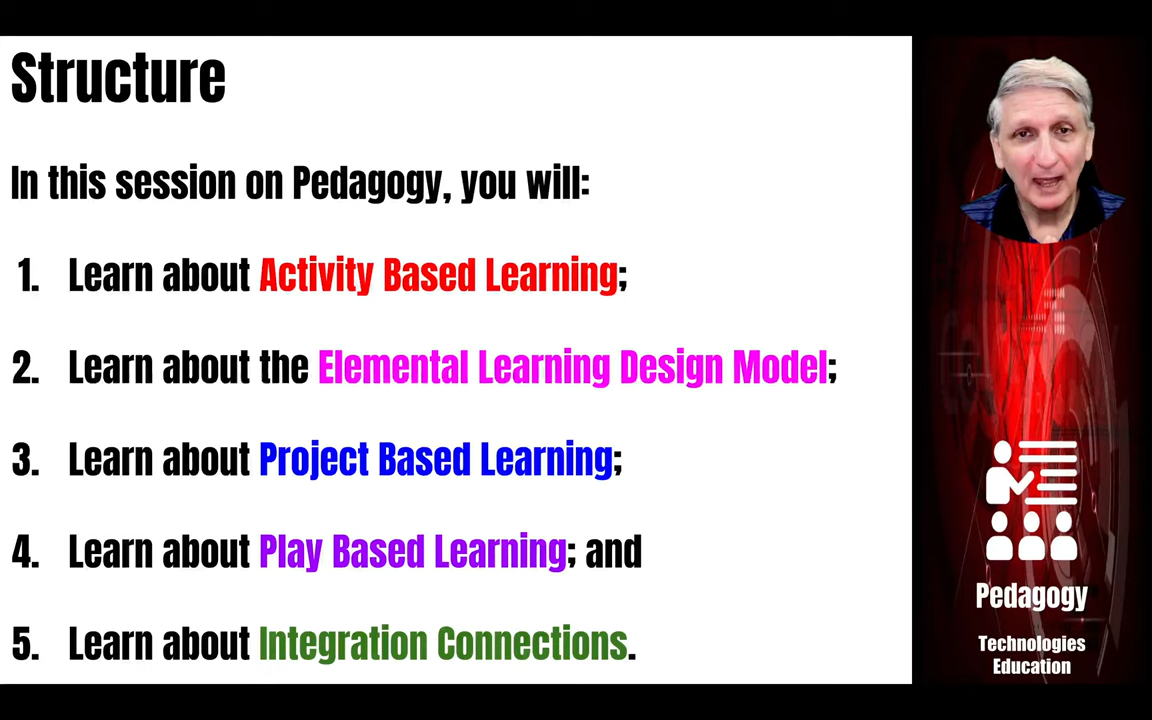 Structure
In this session on Pedagogy, you will:
1. Learn about Activity Based Learning;
2. Learn about the Elemental Learning Design Model;
3. Learn about Project Based Learning;
4. Learn about Play Based Learning; and
5. Learn about Integration Connections.
Pedagogy
Technologies
Education